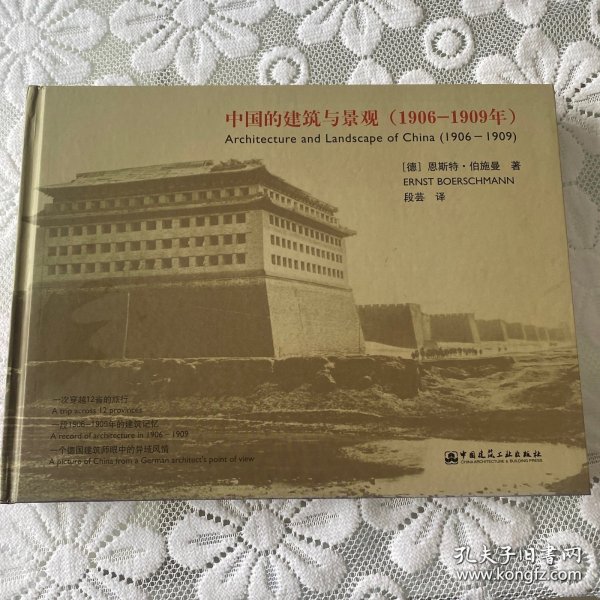 中国的建筑与景观（1906—1909年）
Architecture and Landscape of China (1906－1909)
［德］恩斯特·伯施曼 著
ERNST BOERSCHMANN
段芸 译
一次穿越12省的旅行
A trip across 12 provinces
一段1906－1909年的建筑记忆
A record of architecture in 1906－1909
一个德国建筑师眼中的异域风情
A picture of China from a German architect's point of view
中国建筑工业出版社
CHINA ARCHITECTURE & BUILDING PRESS
孔夫子旧书网
www.kongfz.com